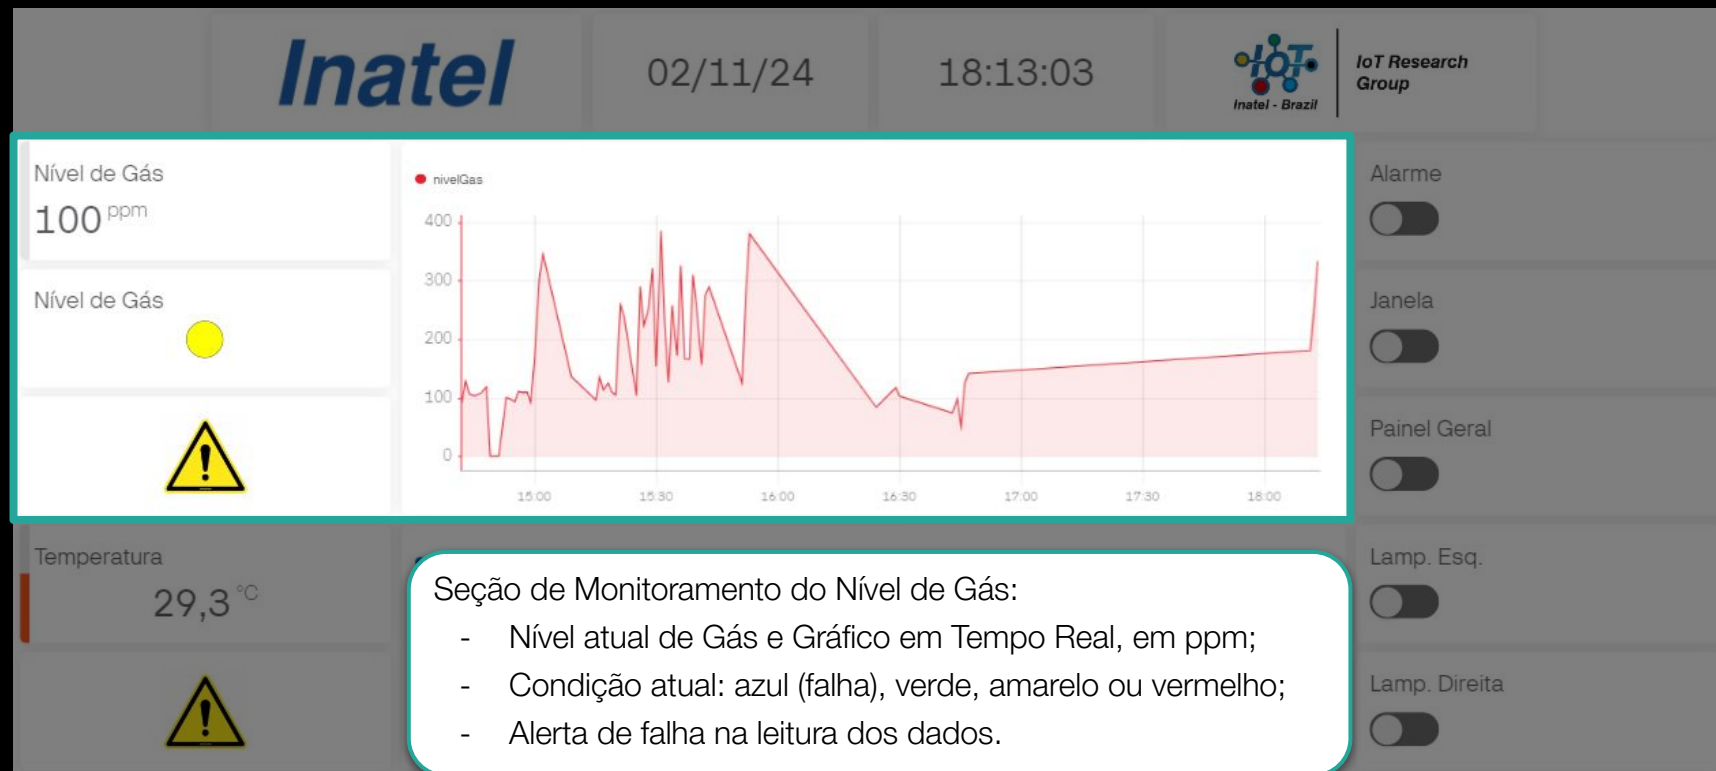 Inatel
02/11/24
18:13:03
IoT
Inatel - Brazil
IoT Research
Group
Nível de Gás
100 ppm
Nível de Gás
nivelGas
400
300
200
100
0
15:00 15:30 16:00 16:30 17:00 17:30 18:00
Alarme
Janela
Painel Geral
Temperatura
29,3 °C
Seção de Monitoramento do Nível de Gás:
- Nível atual de Gás e Gráfico em Tempo Real, em ppm;
- Condição atual: azul (falha), verde, amarelo ou vermelho;
- Alerta de falha na leitura dos dados.
Lamp. Esq.
Lamp. Direita